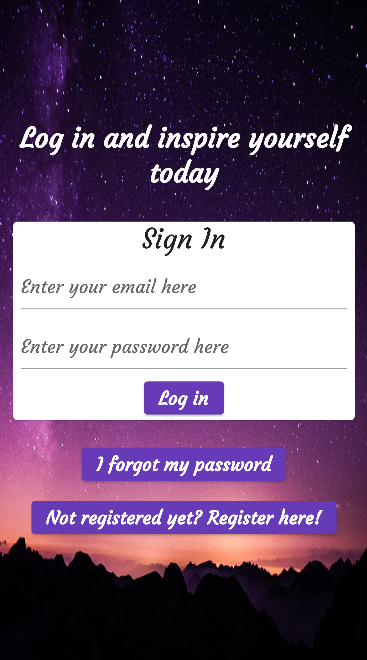 Log in and inspire yourself
today
Sign In
Enter your email here
Enter your password here
Log in
I forgot my password
Not registered yet? Register here!